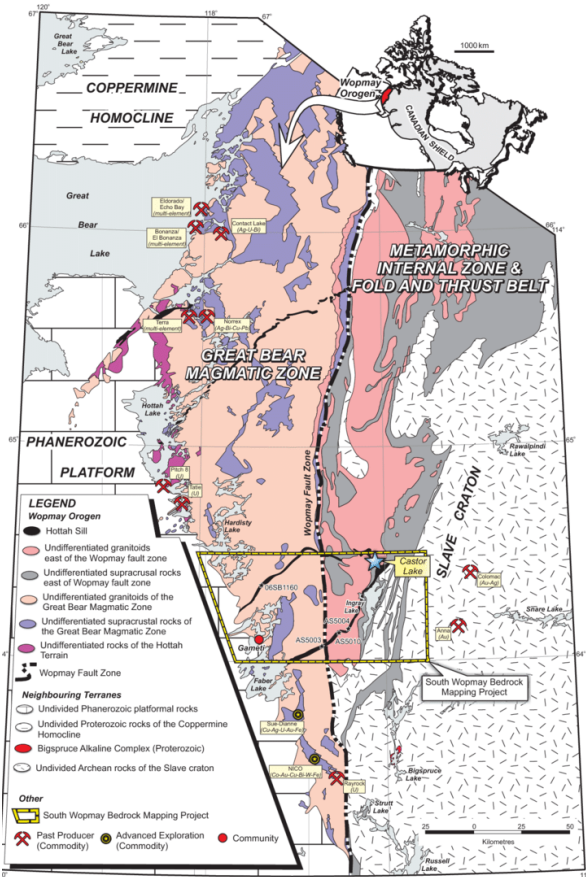 120°
118°
67°
Great
Bear
Lake
1000 km
Wopmay
Orogen
CANADIAN SHIELD
COPPERMINE
HOMOCLINE
Great
Bear
Lake
Eldorado/
Echo Bay
(multi-element)
Contact Lake
(Ag-U-Bi)
Bonanza/
El Bonanza
(multi-element)
66°
114°
METAMORPHIC
INTERNAL ZONE &
FOLD AND THRUST BELT
Terra
(multi-element)
Norrex
(Ag-Bi-Cu-Pb)
GREAT BEAR
MAGMATIC ZONE
Hottah
Lake
PHANEROZOIC
PLATFORM
65°
Rawalpindi
Lake
Wopmay Fault Zone
SLAVE CRATON
Hardisty
Lake
Castor
Lake
Colomac
(Au-Ag)
06SB1160
Ingray
Lake
Snare Lake
AS5004
AS5003
AS5010
Gameti
64°
Faber
Lake
South Wopmay Bedrock
Mapping Project
Sue-Dianne
(Cu-Ag-U-Au-Fe)
NICO
(Co-Au-Cu-Bi-W-Fe)
Rayrock
(U)
Bigspruce
Lake
Strutt
Lake
Russell
Lake
25
0
25
50
Kilometres
LEGEND
Wopmay Orogen
Hottah Sill
Undifferentiated granitoids
east of the Wopmay fault zone
Undifferentiated supracrusal rocks
east of Wopmay fault zone
Undifferentiated granitoids of the
Great Bear Magmatic Zone
Undifferentiated supracrustal rocks of
the Great Bear Magmatic Zone
Undifferentiated rocks of the Hottah
Terrain
Wopmay Fault Zone
Neighbouring Terranes
Undivided Phanerozoic platformal rocks
Undivided Proterozoic rocks of the Coppermine
Homocline
Bigspruce Alkaline Complex (Proterozoic)
Undivided Archean rocks of the Slave craton
Other
South Wopmay Bedrock Mapping Project
Past Producer
(Commodity)
Advanced Exploration
(Commodity)
Community